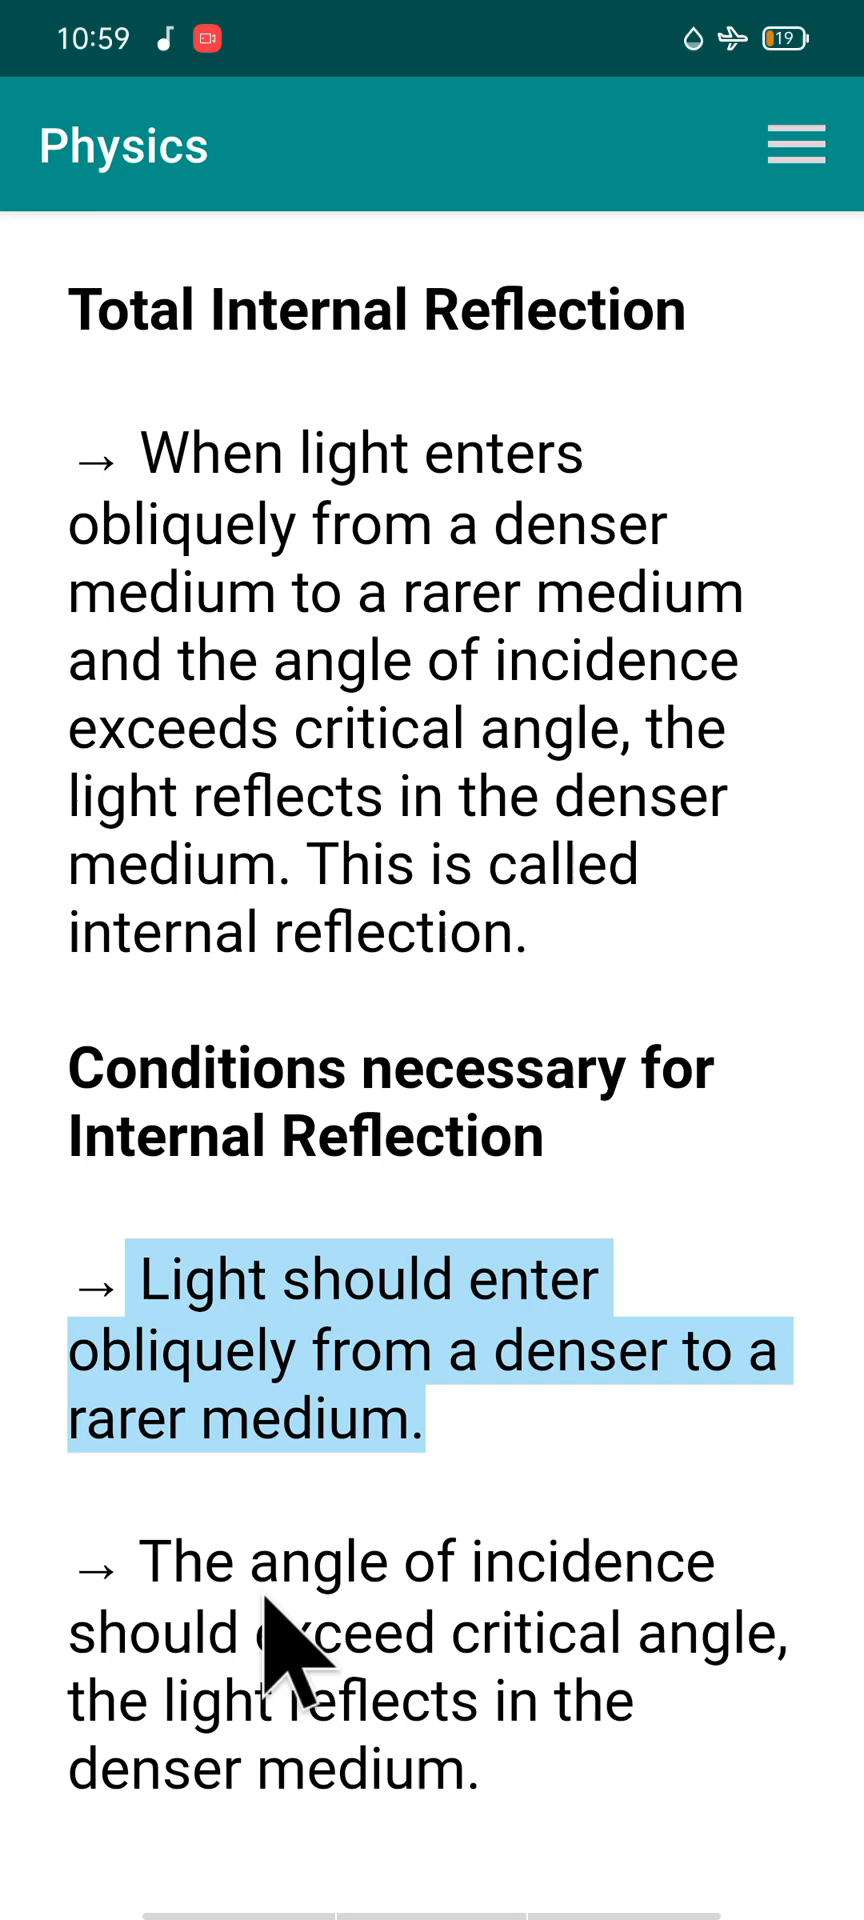 10:59
19
Physics
Total Internal Reflection
→ When light enters
obliquely from a denser
medium to a rarer medium
and the angle of incidence
exceeds critical angle, the
light reflects in the denser
medium. This is called
internal reflection.
Conditions necessary for
Internal Reflection
→ Light should enter
obliquely from a denser to a
rarer medium.
→ The angle of incidence
should exceed critical angle,
the light reflects in the
denser medium.